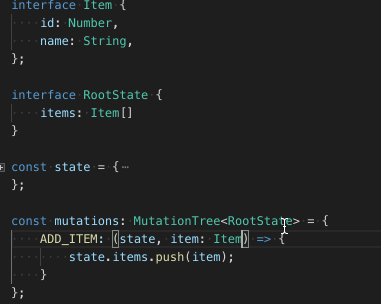 interface Item {
    id: Number,
    name: String,
};
interface RootState {
    items: Item[]
}
const state = {…
};
const mutations: MutationTree<RootState> = {
    ADD_ITEM: (state, item: Item) => {
        state.items.push(item);
    }
};